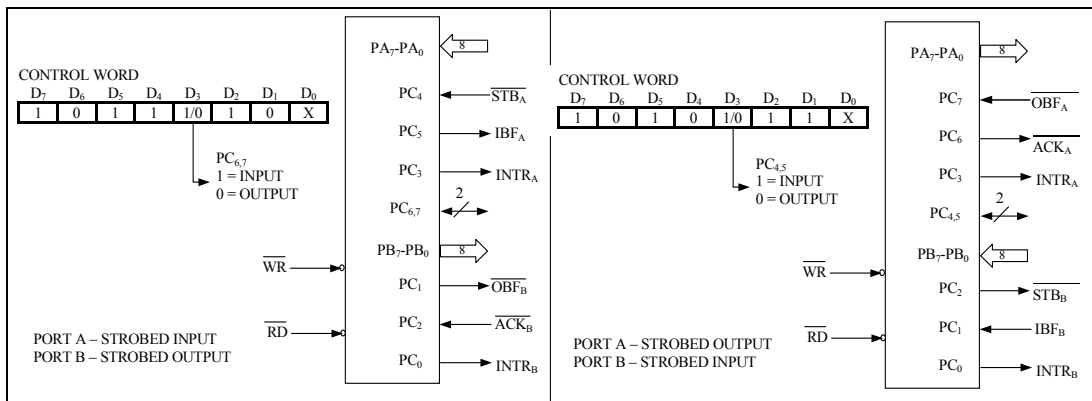 CONTROL WORD
D7 D6 D5 D4 D3 D2 D1 D0
1 0 1 1 1/0 1 0 X
PC6,7
1 = INPUT
0 = OUTPUT
PA7-PA0
8
PC4
STBA
PC5
IBFA
PC3
INTRA
PC6,7
2
PB7-PB0
8
WR
PC1
OBFB
PC2
ACKB
RD
PC0
INTRB
PORT A – STROBED INPUT
PORT B – STROBED OUTPUT
CONTROL WORD
D7 D6 D5 D4 D3 D2 D1 D0
1 0 1 0 1/0 1 1 X
PC4,5
1 = INPUT
0 = OUTPUT
PA7-PA0
8
PC7
OBFA
PC6
ACKA
PC3
INTRA
PC4,5
2
PB7-PB0
8
WR
PC2
STBB
PC1
IBFB
RD
PC0
INTRB
PORT A – STROBED OUTPUT
PORT B – STROBED INPUT